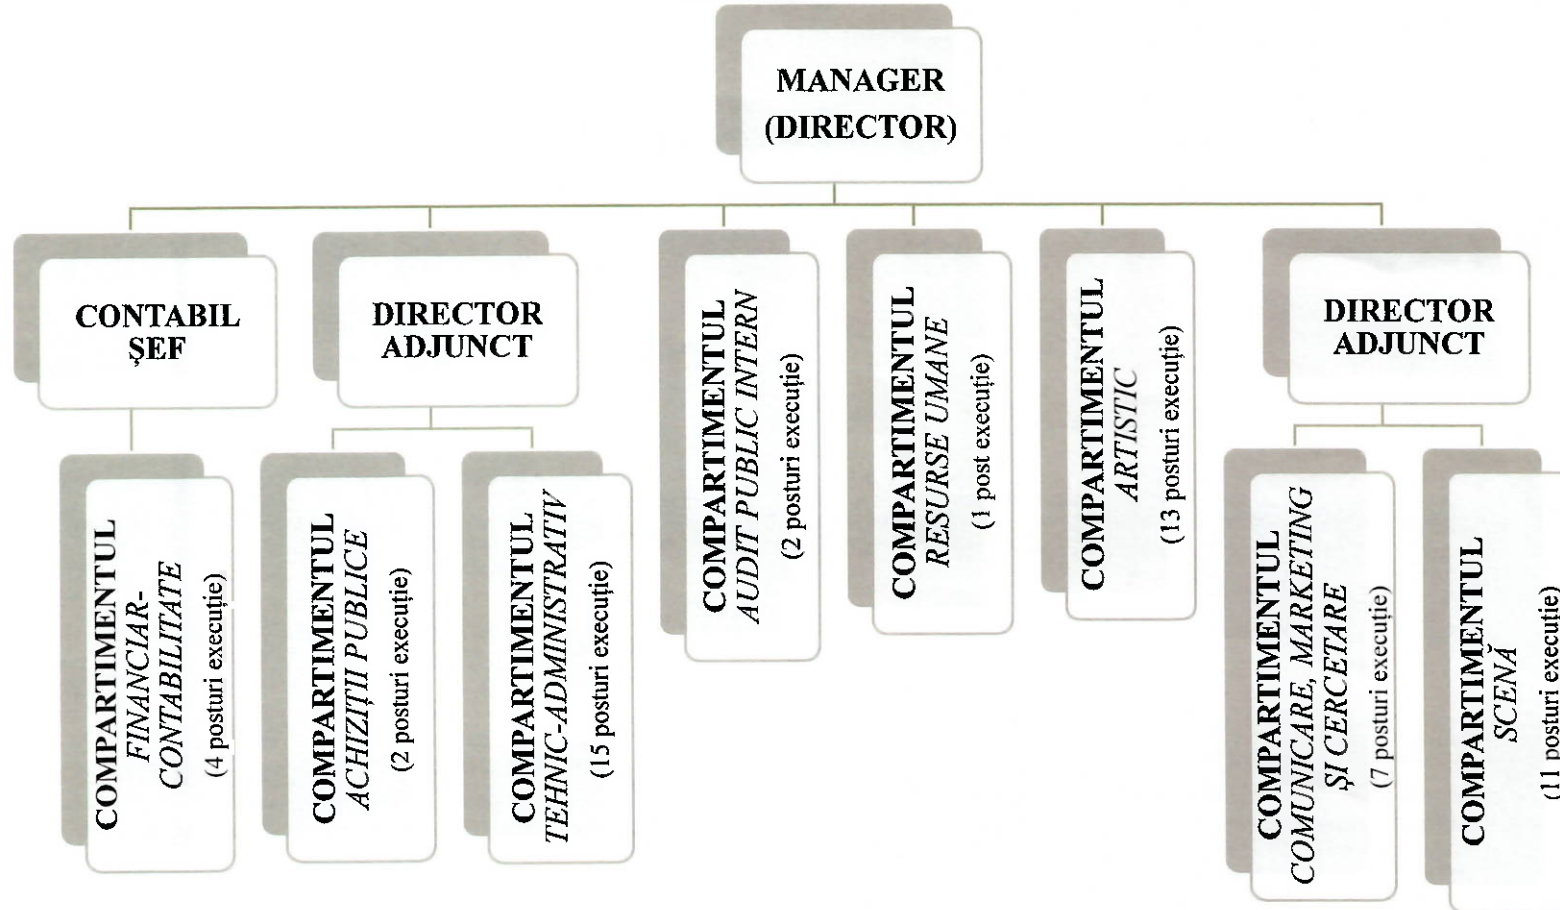 MANAGER
(DIRECTOR)
CONTABIL
ŞEF
DIRECTOR
ADJUNCT
COMPARTIMENTUL
AUDIT PUBLIC INTERN
(2 posturi execuție)
COMPARTIMENTUL
RESURSE UMANE
(1 post execuție)
COMPARTIMENTUL
ARTISTIC
(13 posturi execuție)
DIRECTOR
ADJUNCT
COMPARTIMENTUL
FINANCIAR-
CONTABILITATE
(4 posturi execuție)
COMPARTIMENTUL
ACHIZIȚII PUBLICE
(2 posturi execuție)
COMPARTIMENTUL
TEHNIC-ADMINISTRATIV
(15 posturi execuție)
COMPARTIMENTUL
COMUNICARE, MARKETING
ŞI CERCETARE
(7 posturi execuție)
COMPARTIMENTUL
SCENĂ
(11 posturi execuție)